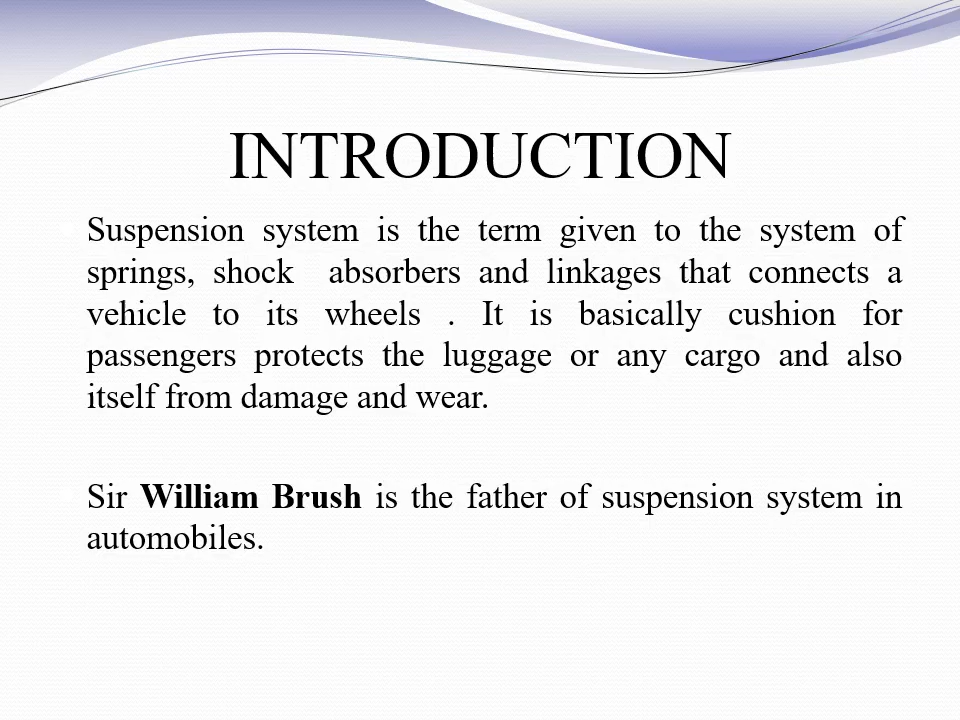 INTRODUCTION
Suspension system is the term given to the system of
springs, shock absorbers and linkages that connects a
vehicle to its wheels . It is basically cushion for
passengers protects the luggage or any cargo and also
itself from damage and wear.
Sir William Brush is the father of suspension system in
automobiles.